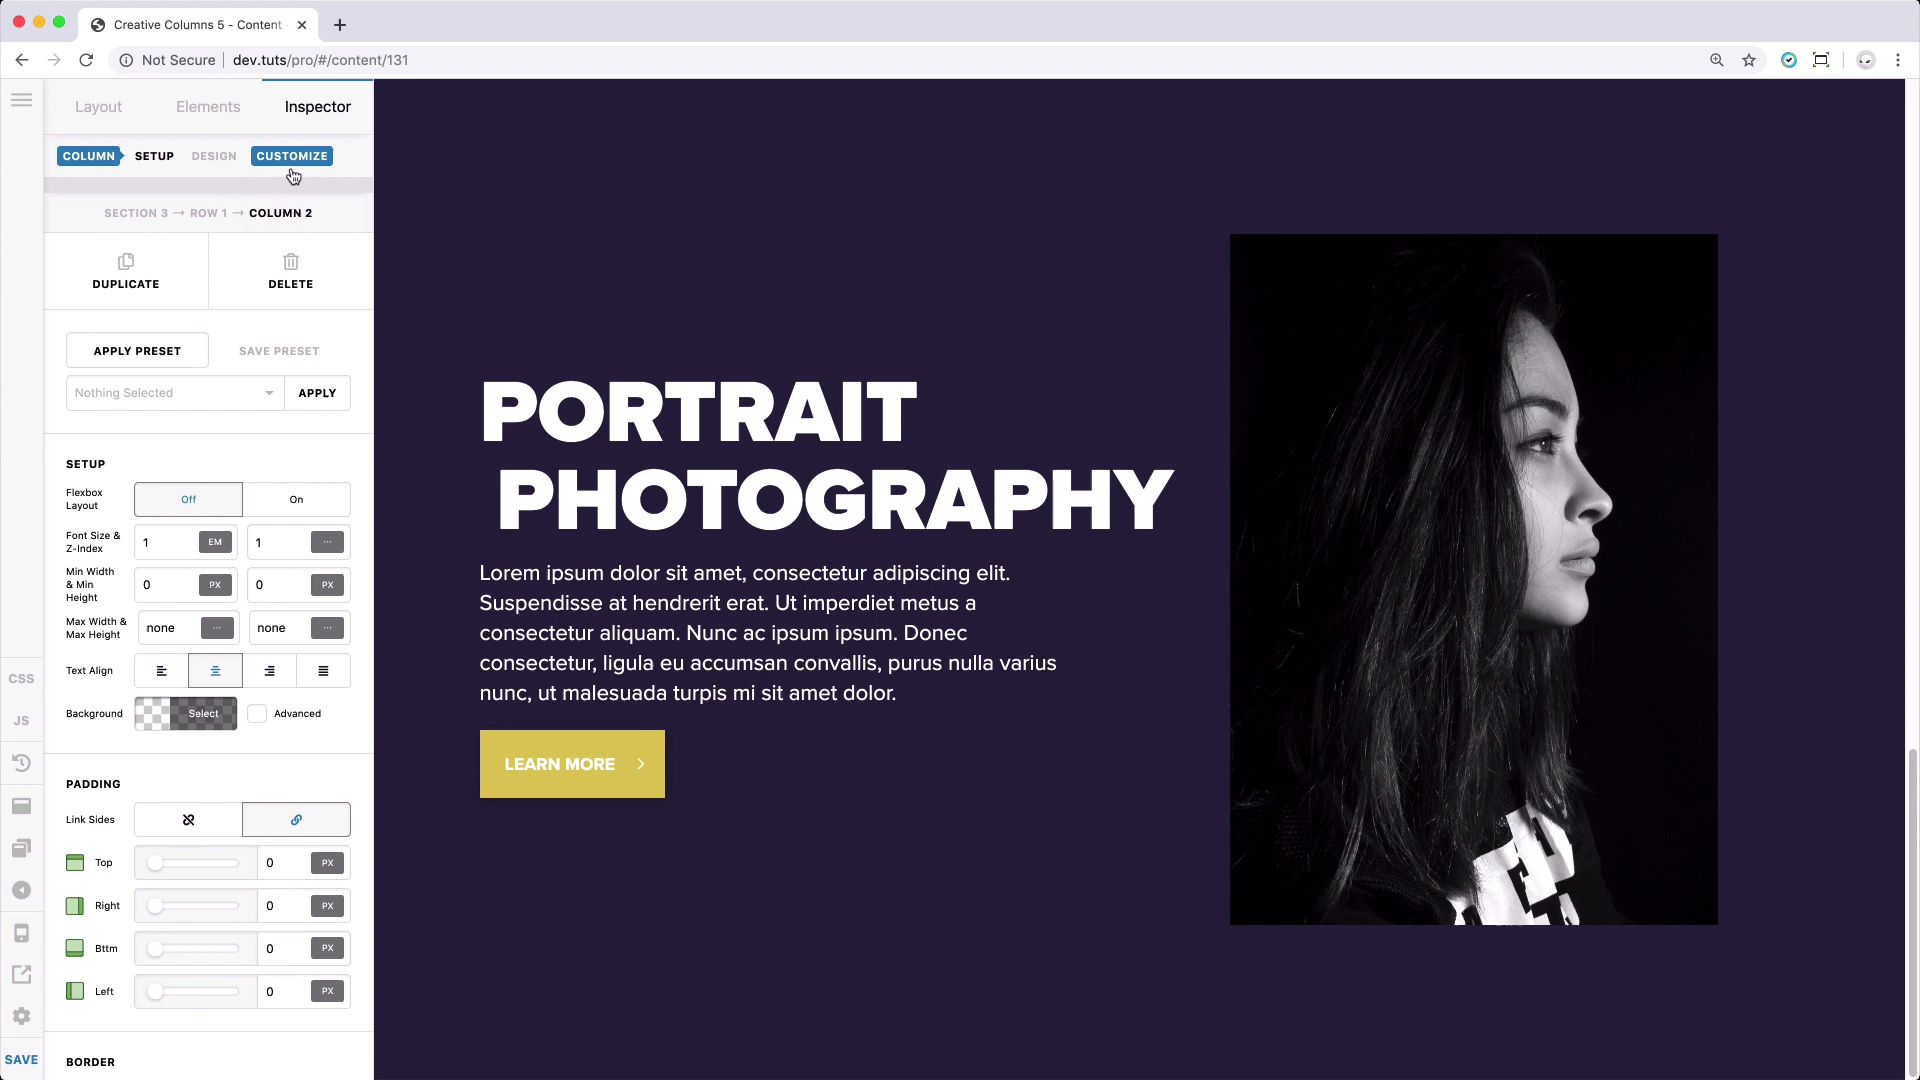 Creative Columns 5 - Content
Not Secure
dev.tuts/pro/#/content/131
Layout
Elements
Inspector
COLUMN
SETUP
DESIGN
CUSTOMIZE
SECTION 3 → ROW 1 → COLUMN 2
DUPLICATE
DELETE
APPLY PRESET
SAVE PRESET
Nothing Selected
APPLY
SETUP
Flexbox
Layout
Off
On
Font Size &
Z-Index
1
EM
1
...
Min Width
& Min
Height
0
PX
0
PX
Max Width &
Max Height
none
...
none
...
Text Align
Background
Select
Advanced
PADDING
Link Sides
Top
0
PX
Right
0
PX
Bttm
0
PX
Left
0
PX
BORDER
CSS
JS
SAVE
PORTRAIT
PHOTOGRAPHY
Lorem ipsum dolor sit amet, consectetur adipiscing elit.
Suspendisse at hendrerit erat. Ut imperdiet metus a
consectetur aliquam. Nunc ac ipsum ipsum. Donec
consectetur, ligula eu accumsan convallis, purus nulla varius
nunc, ut malesuada turpis mi sit amet dolor.
LEARN MORE